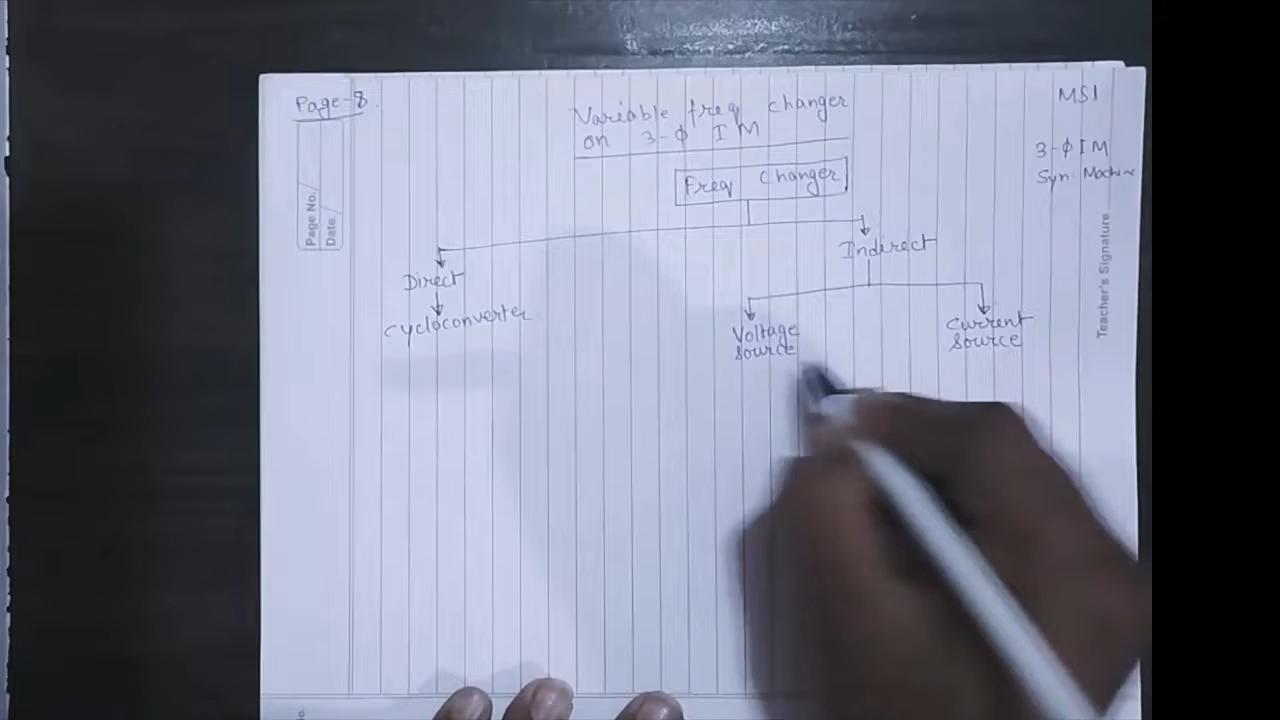 Page-8
MSI
Variable freq changer
on 3-ϕ IM
3-ϕ IM
Syn. Machine
Freq changer
Page No.
Date
Teacher's Signature
Indirect
Direct
Cycloconverter
Voltage
source
Current
source